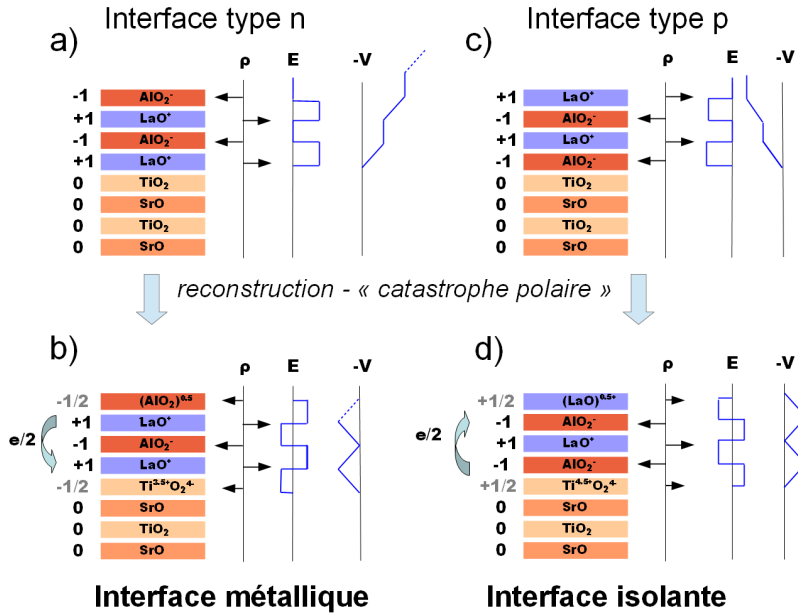 Interface type n
a)
ρ E -V
-1 AlO₂⁻
+1 LaO⁺
-1 AlO₂⁻
+1 LaO⁺
0 TiO₂
0 SrO
0 TiO₂
0 SrO
Interface type p
c)
ρ E -V
+1 LaO⁺
-1 AlO₂⁻
+1 LaO⁺
-1 AlO₂⁻
0 TiO₂
0 SrO
0 TiO₂
0 SrO
reconstruction - « catastrophe polaire »
b)
ρ E -V
-1/2 (AlO₂)⁰·⁵
+1 LaO⁺
e/2
-1 AlO₂⁻
+1 LaO⁺
-1/2 Ti³·⁵⁺O₂⁴⁻
0 SrO
0 TiO₂
0 SrO
Interface métallique
d)
ρ E -V
+1/2 (LaO)⁰·⁵⁺
-1 AlO₂⁻
e/2
+1 LaO⁺
-1 AlO₂⁻
+1/2 Ti⁴·⁵⁺O₂⁴⁻
0 SrO
0 TiO₂
0 SrO
Interface isolante